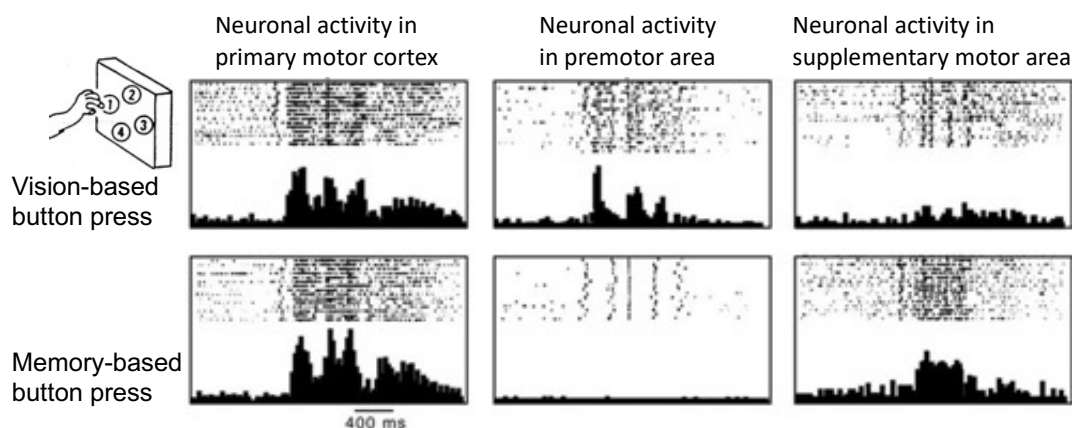 Neuronal activity in
primary motor cortex
Neuronal activity
in premotor area
Neuronal activity in
supplementary motor area
1
2
4
3
Vision-based
button press
Memory-based
button press
400 ms